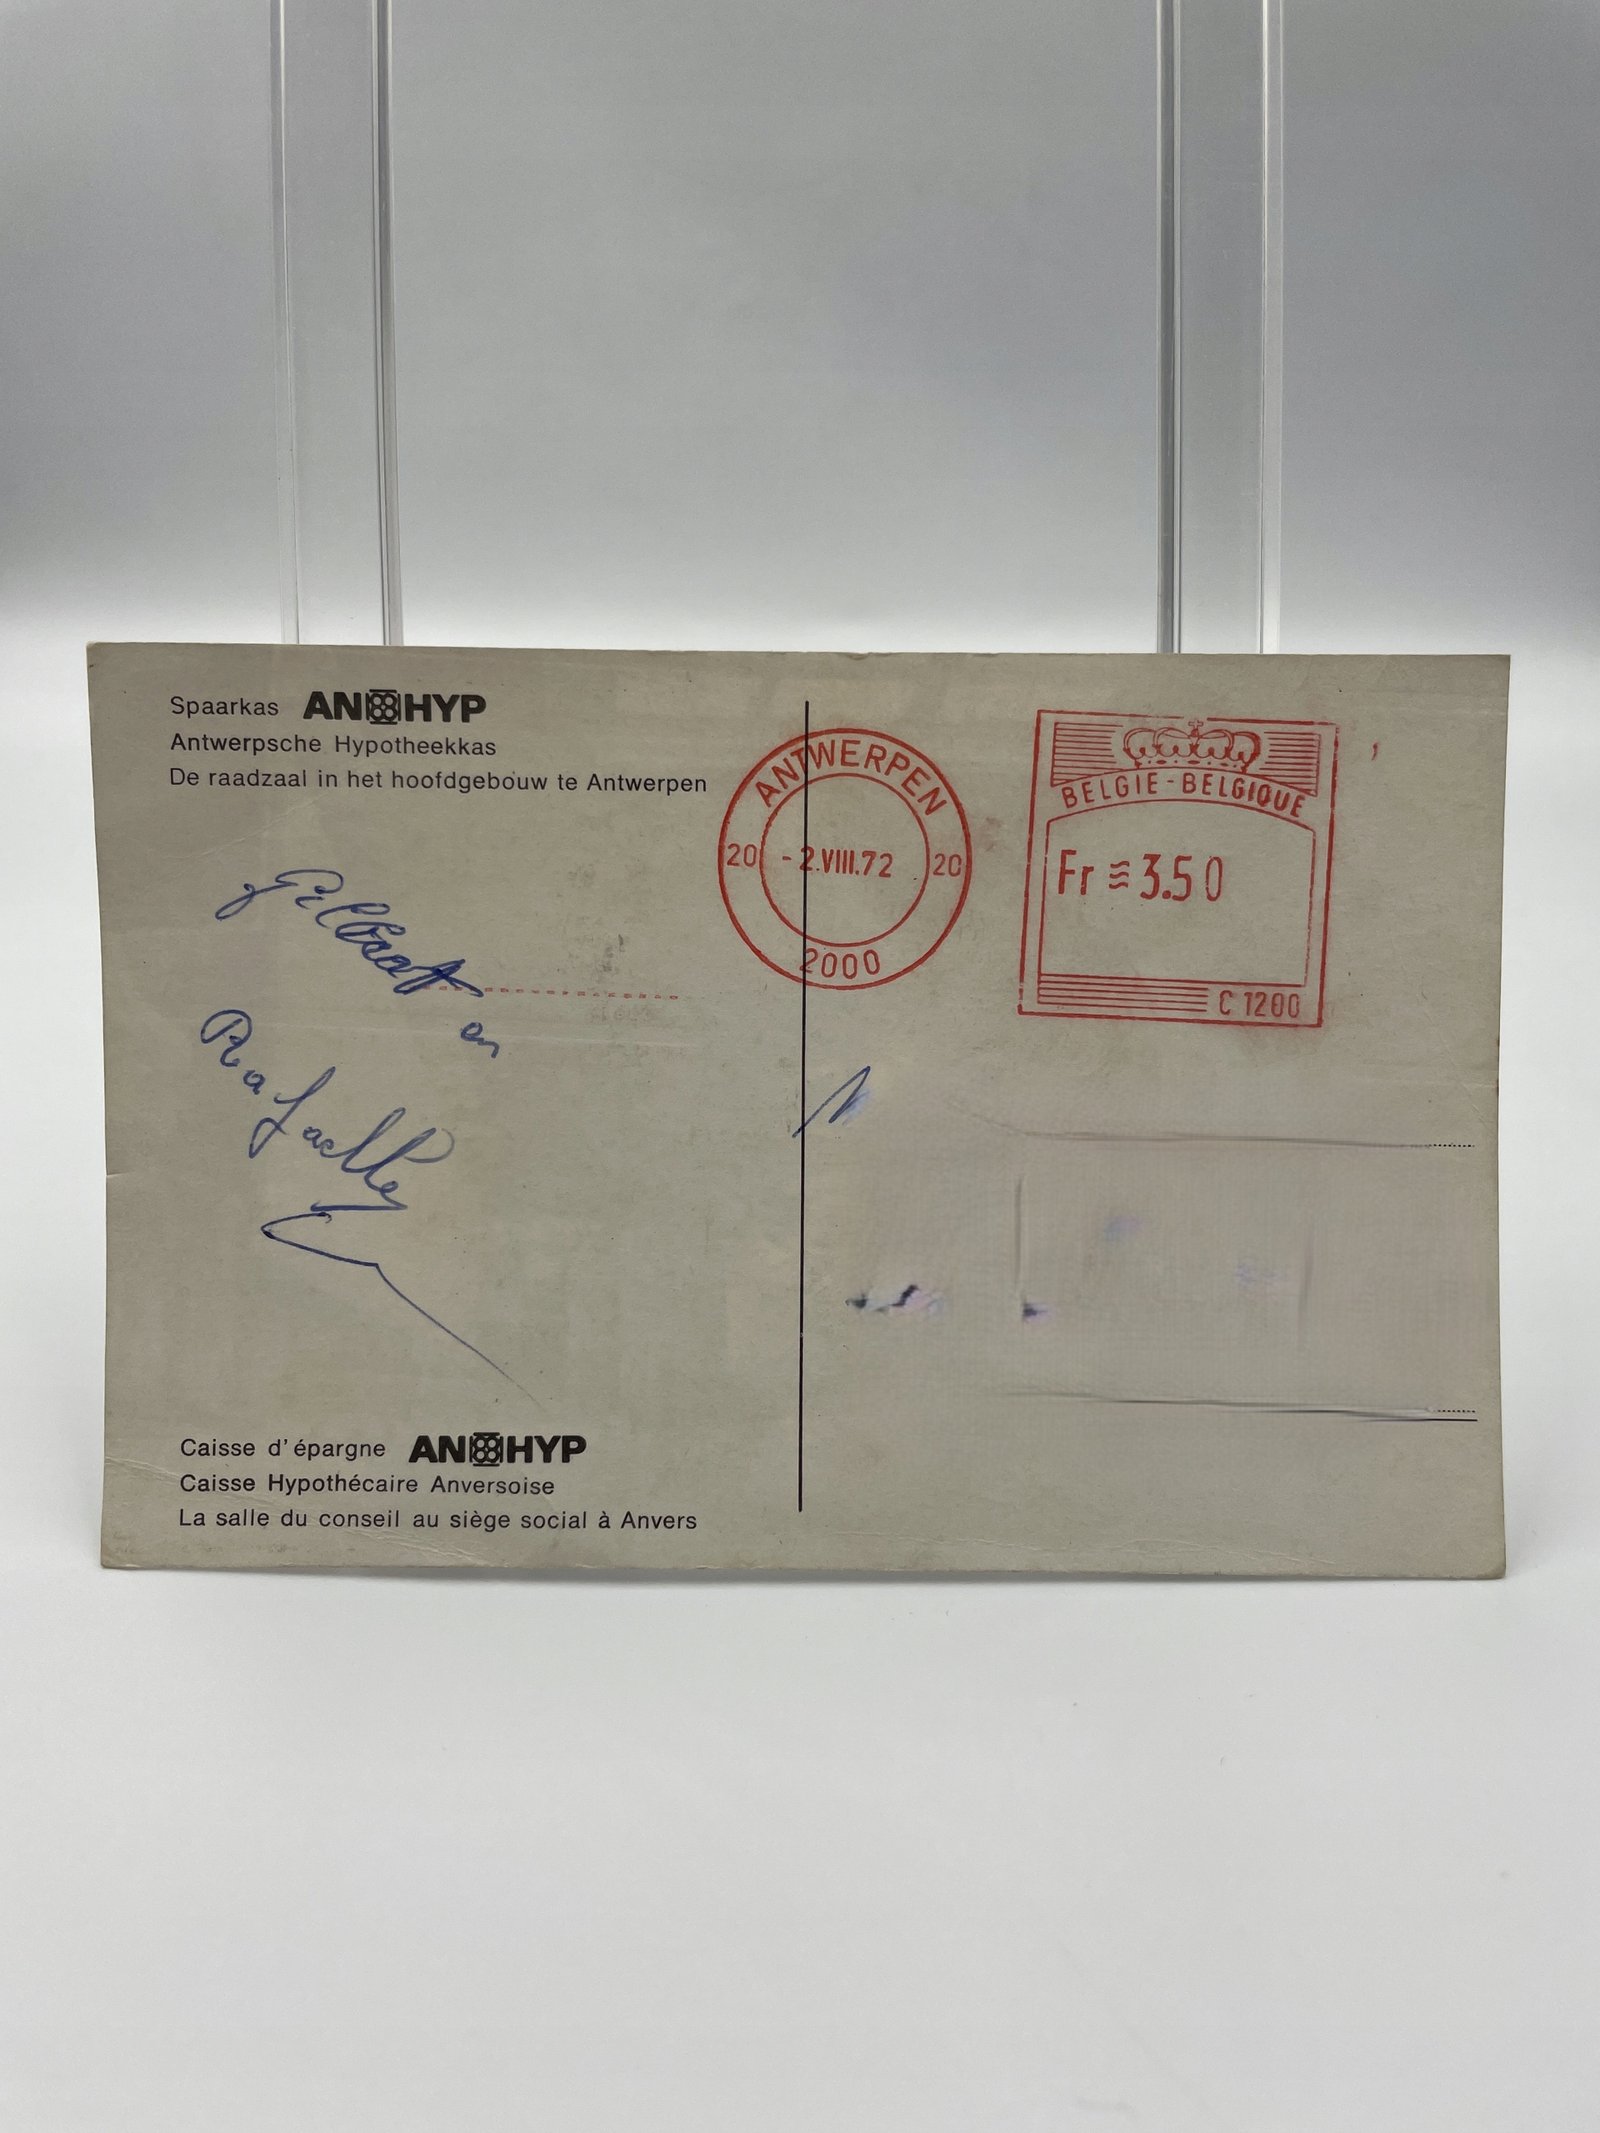 Spaarkas ANHYP
Antwerpsche Hypotheekkas
De raadzaal in het hoofdgebouw te Antwerpen
ANTWERPEN
20 - 2.VIII.72 20
2000
BELGIE - BELGIQUE
Fr ≋ 3.50
C 1200
en
Rafaelle
Caisse d'épargne ANHYP
Caisse Hypothécaire Anversoise
La salle du conseil au siège social à Anvers